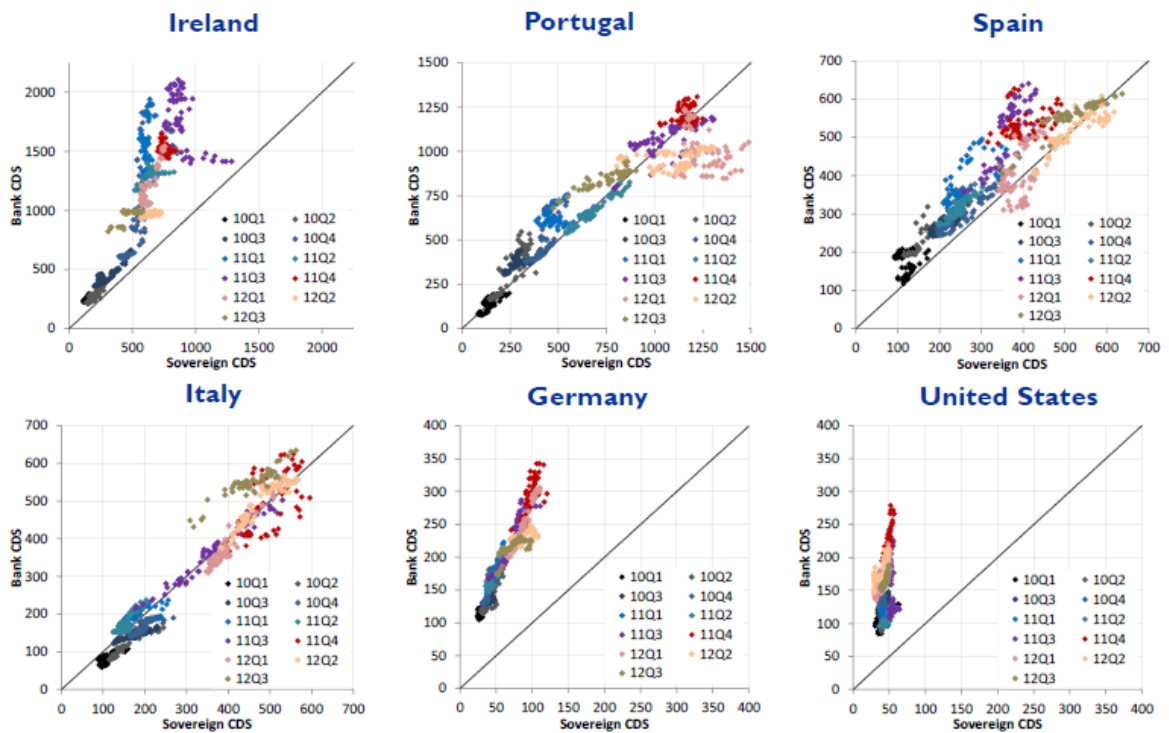 Ireland
Portugal
Spain
Bank CDS
2000
1500
1000
500
0
0 500 1000 1500 2000
Sovereign CDS
10Q1 10Q2
10Q3 10Q4
11Q1 11Q2
11Q3 11Q4
12Q1 12Q2
12Q3
Bank CDS
1500
1250
1000
750
500
250
0
0 250 500 750 1000 1250 1500
Sovereign CDS
10Q1 10Q2
10Q3 10Q4
11Q1 11Q2
11Q3 11Q4
12Q1 12Q2
12Q3
Bank CDS
700
600
500
400
300
200
100
0
0 100 200 300 400 500 600 700
Sovereign CDS
10Q1 10Q2
10Q3 10Q4
11Q1 11Q2
11Q3 11Q4
12Q1 12Q2
12Q3
Italy
Germany
United States
Bank CDS
700
600
500
400
300
200
100
0
0 100 200 300 400 500 600 700
Sovereign CDS
10Q1 10Q2
10Q3 10Q4
11Q1 11Q2
11Q3 11Q4
12Q1 12Q2
12Q3
Bank CDS
400
350
300
250
200
150
100
50
0
0 50 100 150 200 250 300 350 400
Sovereign CDS
10Q1 10Q2
10Q3 10Q4
11Q1 11Q2
11Q3 11Q4
12Q1 12Q2
12Q3
Bank CDS
400
350
300
250
200
150
100
50
0
0 50 100 150 200 250 300 350 400
Sovereign CDS
10Q1 10Q2
10Q3 10Q4
11Q1 11Q2
11Q3 11Q4
12Q1 12Q2
12Q3